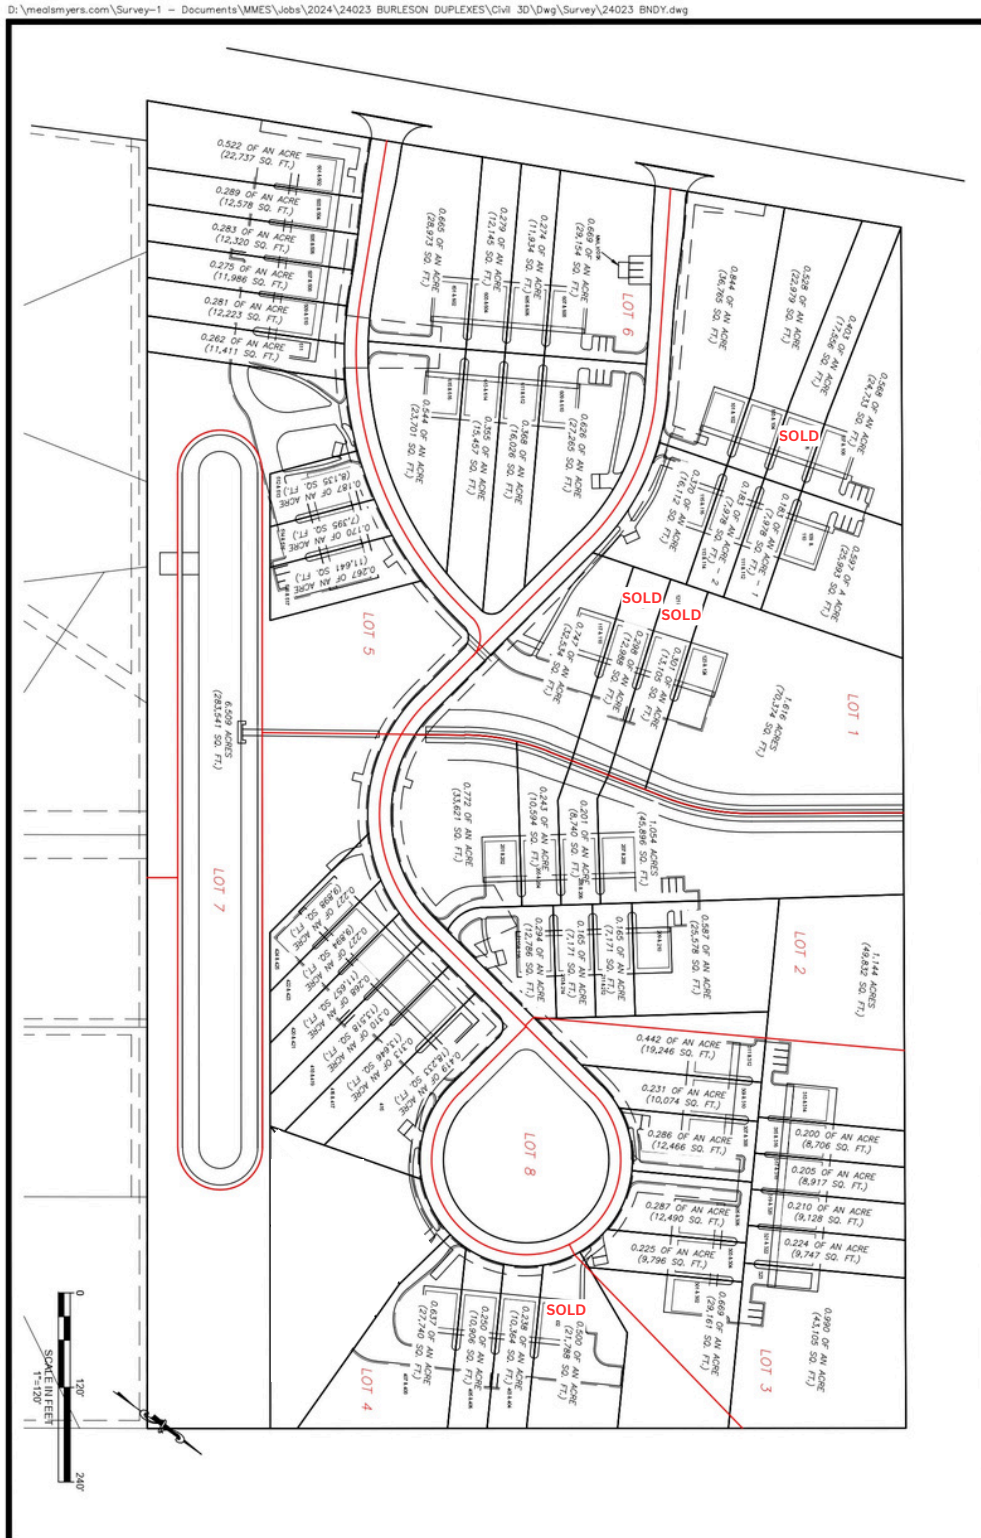 D:\mealsmyers.com\Survey-1 - Documents\MMES\Jobs\2024\24023 BURLESON DUPLEXES\Civil 3D\Dwg\Survey\24023 BNDY.dwg
0.522 OF AN ACRE
(22,737 SQ. FT.)
0.289 OF AN ACRE
(12,578 SQ. FT.)
0.283 OF AN ACRE
(12,320 SQ. FT.)
0.275 OF AN ACRE
(11,986 SQ. FT.)
0.281 OF AN ACRE
(12,223 SQ. FT.)
0.262 OF AN ACRE
(11,411 SQ. FT.)
0.665 OF AN ACRE
(28,973 SQ. FT.)
0.279 OF AN ACRE
(12,145 SQ. FT.)
0.274 OF AN ACRE
(11,934 SQ. FT.)
0.669 OF AN ACRE
(29,154 SQ. FT.)
LOT 6
0.844 OF AN ACRE
(36,765 SQ. FT.)
0.528 OF AN ACRE
(22,979 SQ. FT.)
0.403 OF AN ACRE
(17,556 SQ. FT.)
0.568 OF AN ACRE
(24,733 SQ. FT.)
SOLD
0.544 OF AN ACRE
(23,701 SQ. FT.)
0.355 OF AN ACRE
(15,457 SQ. FT.)
0.368 OF AN ACRE
(16,026 SQ. FT.)
0.626 OF AN ACRE
(27,265 SQ. FT.)
0.370 OF AN ACRE
(16,112 SQ. FT.)
0.183 OF AN ACRE - 2
(7,978 SQ. FT.)
0.183 OF AN ACRE - 1
(7,978 SQ. FT.)
0.597 OF A ACRE
(25,993 SQ. FT.)
0.187 OF AN ACRE
(8,135 SQ. FT.)
0.170 OF AN ACRE
(7,395 SQ. FT.)
0.267 OF AN ACRE
(11,641 SQ. FT.)
LOT 5
SOLD
SOLD
0.747 OF AN ACRE
(32,534 SQ. FT.)
0.298 OF AN ACRE
(12,988 SQ. FT.)
0.301 OF AN ACRE
(13,105 SQ. FT.)
1.616 ACRES
(70,374 SQ. FT.)
LOT 1
6.509 ACRES
(283,541 SQ. FT.)
LOT 7
0.772 OF AN ACRE
(33,621 SQ. FT.)
0.243 OF AN ACRE
(10,594 SQ. FT.)
0.201 OF AN ACRE
(8,740 SQ. FT.)
1.054 ACRES
(45,896 SQ. FT.)
0.294 OF AN ACRE
(12,786 SQ. FT.)
0.165 OF AN ACRE
(7,171 SQ. FT.)
0.165 OF AN ACRE
(7,171 SQ. FT.)
0.587 OF AN ACRE
(25,578 SQ. FT.)
LOT 2
1.144 ACRES
(49,832 SQ. FT.)
0.227 OF AN ACRE
(9,898 SQ. FT.)
0.227 OF AN ACRE
(9,894 SQ. FT.)
0.268 OF AN ACRE
(11,657 SQ. FT.)
0.310 OF AN ACRE
(13,518 SQ. FT.)
0.313 OF AN ACRE
(13,646 SQ. FT.)
0.419 OF AN ACRE
(18,233 SQ. FT.)
0.442 OF AN ACRE
(19,246 SQ. FT.)
0.231 OF AN ACRE
(10,074 SQ. FT.)
0.286 OF AN ACRE
(12,466 SQ. FT.)
0.287 OF AN ACRE
(12,490 SQ. FT.)
0.225 OF AN ACRE
(9,796 SQ. FT.)
0.200 OF AN ACRE
(8,706 SQ. FT.)
0.205 OF AN ACRE
(8,917 SQ. FT.)
0.210 OF AN ACRE
(9,128 SQ. FT.)
0.224 OF AN ACRE
(9,747 SQ. FT.)
LOT 8
0.669 OF AN ACRE
(29,161 SQ. FT.)
LOT 3
0.990 OF AN ACRE
(43,105 SQ. FT.)
SOLD
0.637 OF AN ACRE
(27,740 SQ. FT.)
0.250 OF AN ACRE
(10,906 SQ. FT.)
0.238 OF AN ACRE
(10,364 SQ. FT.)
0.500 OF AN ACRE
(21,788 SQ. FT.)
LOT 4
0 120' 240'
SCALE IN FEET
1"=120'